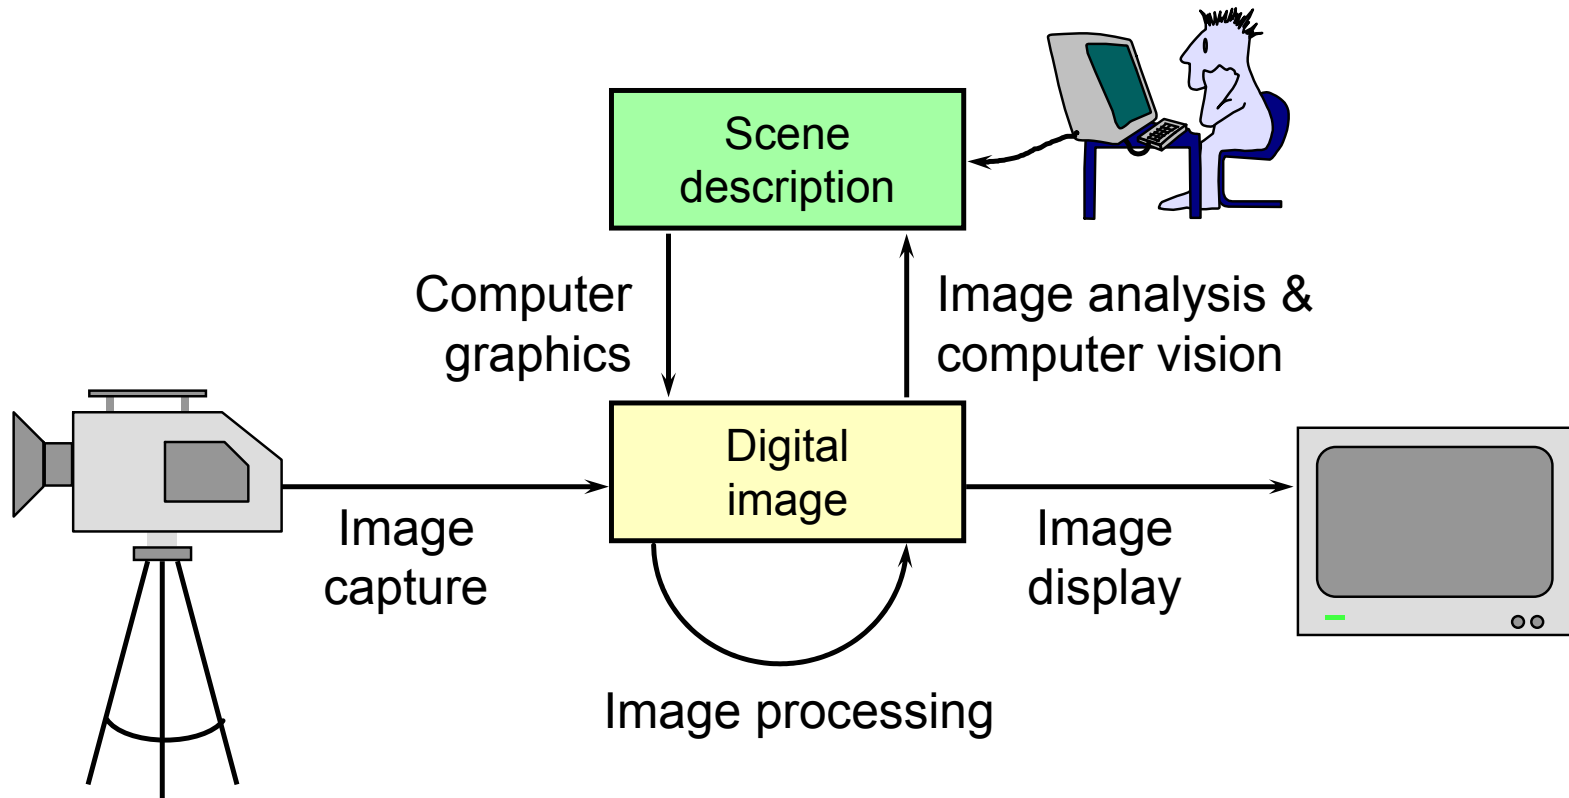 Scene
description
Computer
graphics
Image analysis &
computer vision
Digital
image
Image
capture
Image
display
Image processing